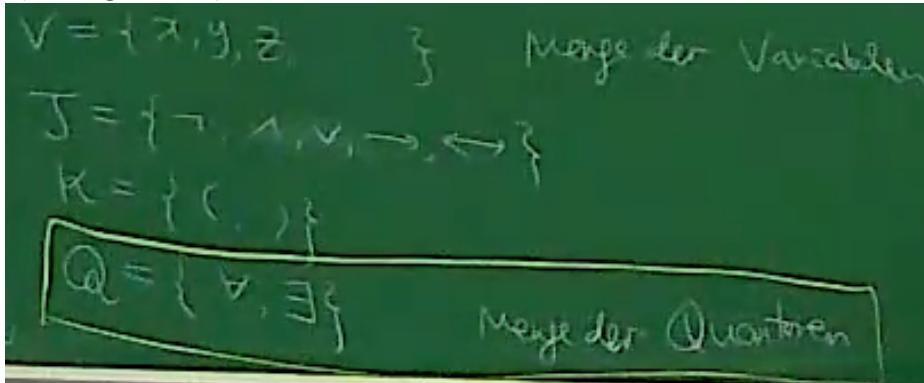 V = { x, y, z, } Menge der Variablen
J = { ¬, ∧, ∨, →, ↔ }
K = { (, ) }
Q = { ∀, ∃ } Menge der Quantoren